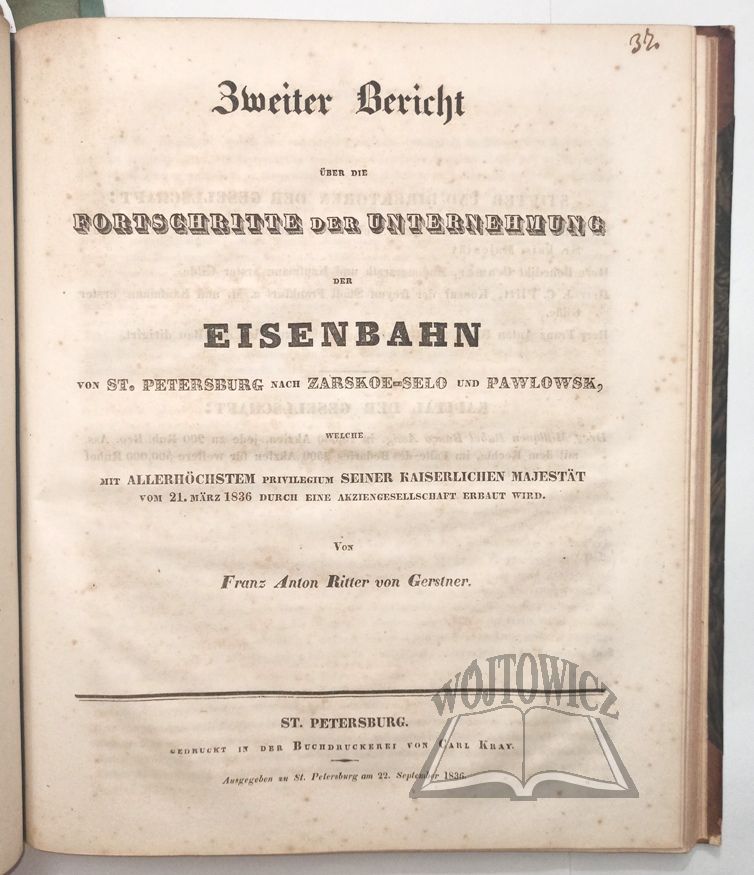 37.
Zweiter Bericht
ÜBER DIE
FORTSCHRITTE DER UNTERNEHMUNG
DER
EISENBAHN
VON ST. PETERSBURG NACH ZARSKOE=SELO UND PAWLOWSK,
WELCHE
MIT ALLERHÖCHSTEM PRIVILEGIUM SEINER KAISERLICHEN MAJESTÄT
VOM 21. MÄRZ 1836 DURCH EINE AKZIENGESELLSCHAFT ERBAUT WIRD.
Von
Franz Anton Ritter von Gerstner.
ST. PETERSBURG.
GEDRUCKT IN DER BUCHDRUCKEREI VON CARL KRAY.
Ausgegeben zu St. Petersburg am 22. September 1836.
WÓJTOWICZ